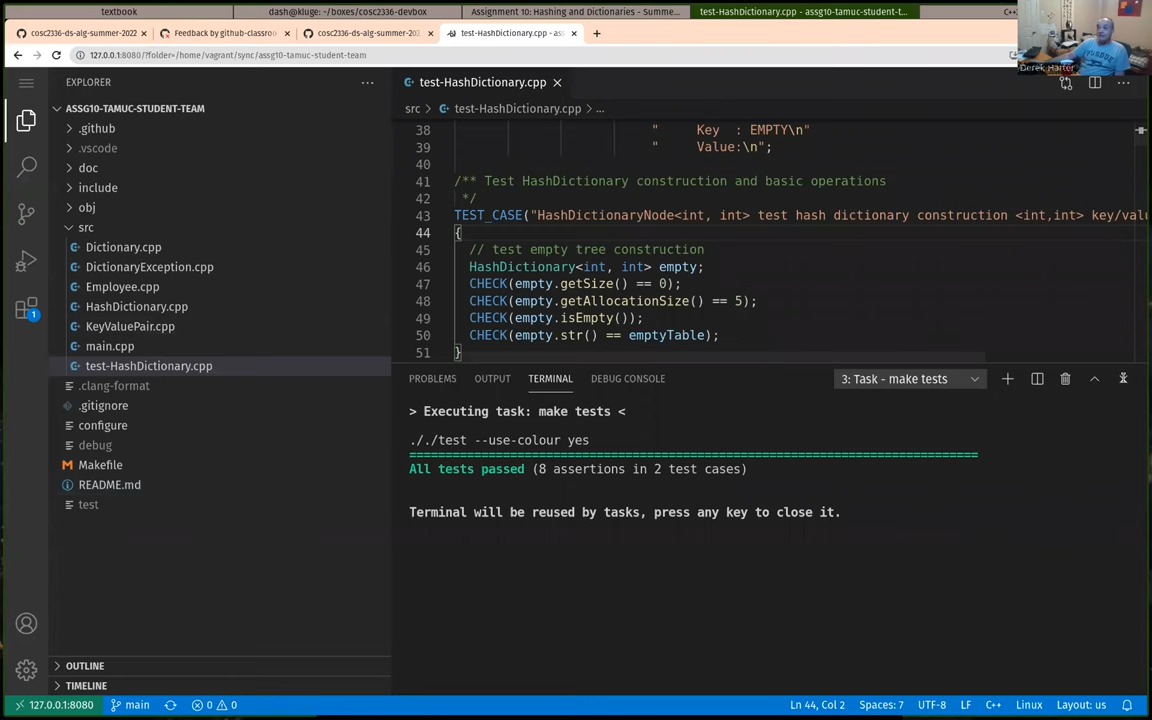 textbook
dash@kluge: ~/boxes/cosc2336-devbox
Assignment 10: Hashing and Dictionaries - Summe...
test-HashDictionary.cpp - assg10-tamuc-student-t...
C++
cosc2336-ds-alg-summer-2022
Feedback by github-classroo
cosc2336-ds-alg-summer-202
test-HashDictionary.cpp - ass
127.0.0.1:8080/?folder=/home/vagrant/sync/assg10-tamuc-student-team
Derek Harter
EXPLORER
test-HashDictionary.cpp
ASSG10-TAMUC-STUDENT-TEAM
src > test-HashDictionary.cpp > ...
.github
.vscode
doc
include
obj
src
Dictionary.cpp
DictionaryException.cpp
Employee.cpp
HashDictionary.cpp
KeyValuePair.cpp
main.cpp
test-HashDictionary.cpp
.clang-format
.gitignore
configure
debug
Makefile
README.md
test
OUTLINE
TIMELINE
1
38 " Key : EMPTY\n"
39 " Value:\n";
40
41 /** Test HashDictionary construction and basic operations
42 */
43 TEST_CASE("HashDictionaryNode<int, int> test hash dictionary construction <int,int> key/valu
44 {
45 // test empty tree construction
46 HashDictionary<int, int> empty;
47 CHECK(empty.getSize() == 0);
48 CHECK(empty.getAllocationSize() == 5);
49 CHECK(empty.isEmpty());
50 CHECK(empty.str() == emptyTable);
51 }
PROBLEMS OUTPUT TERMINAL DEBUG CONSOLE 3: Task - make tests
> Executing task: make tests <
././test --use-colour yes
===============================================================================
All tests passed (8 assertions in 2 test cases)
Terminal will be reused by tasks, press any key to close it.
127.0.0.1:8080 main 0 0 Ln 44, Col 2 Spaces: 7 UTF-8 LF C++ Linux Layout: us